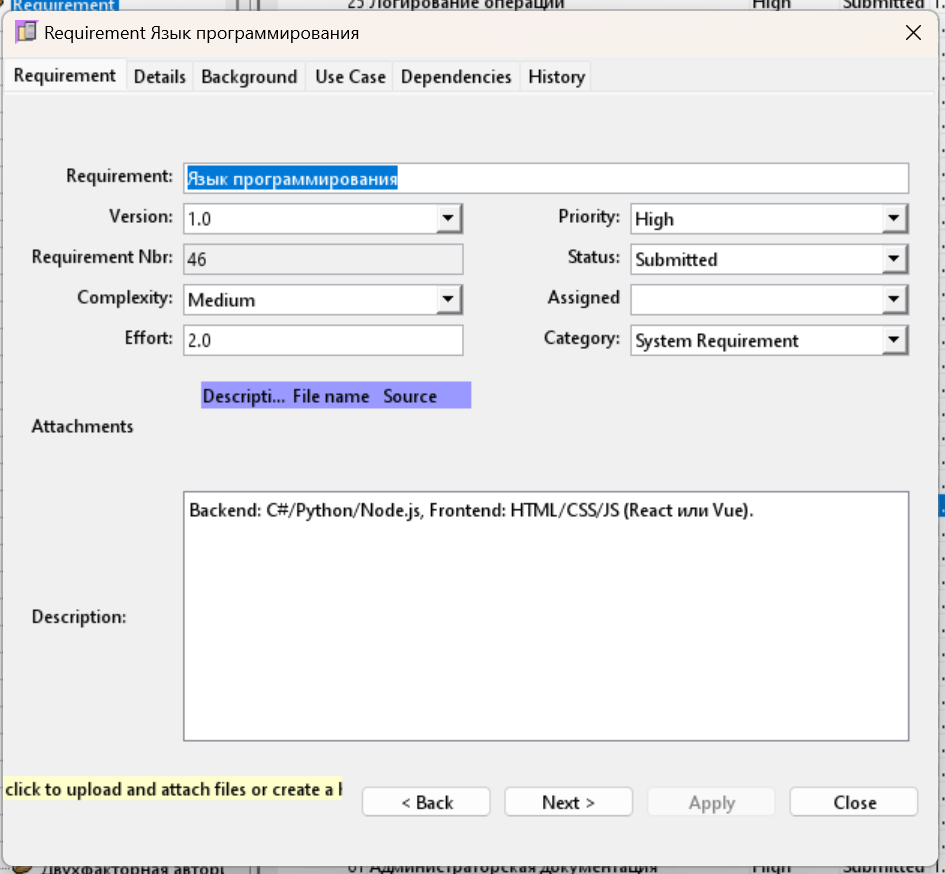 Requirement 25 Логирование операций High Submitted
Requirement Язык программирования
Requirement Details Background Use Case Dependencies History
Requirement: Язык программирования
Version: 1.0 Priority: High
Requirement Nbr: 46 Status: Submitted
Complexity: Medium Assigned
Effort: 2.0 Category: System Requirement
Descripti... File name Source
Attachments
Backend: C#/Python/Node.js, Frontend: HTML/CSS/JS (React или Vue).
Description:
click to upload and attach files or create a
< Back Next > Apply Close
Двухфакторная Администраторская документация High Submitted